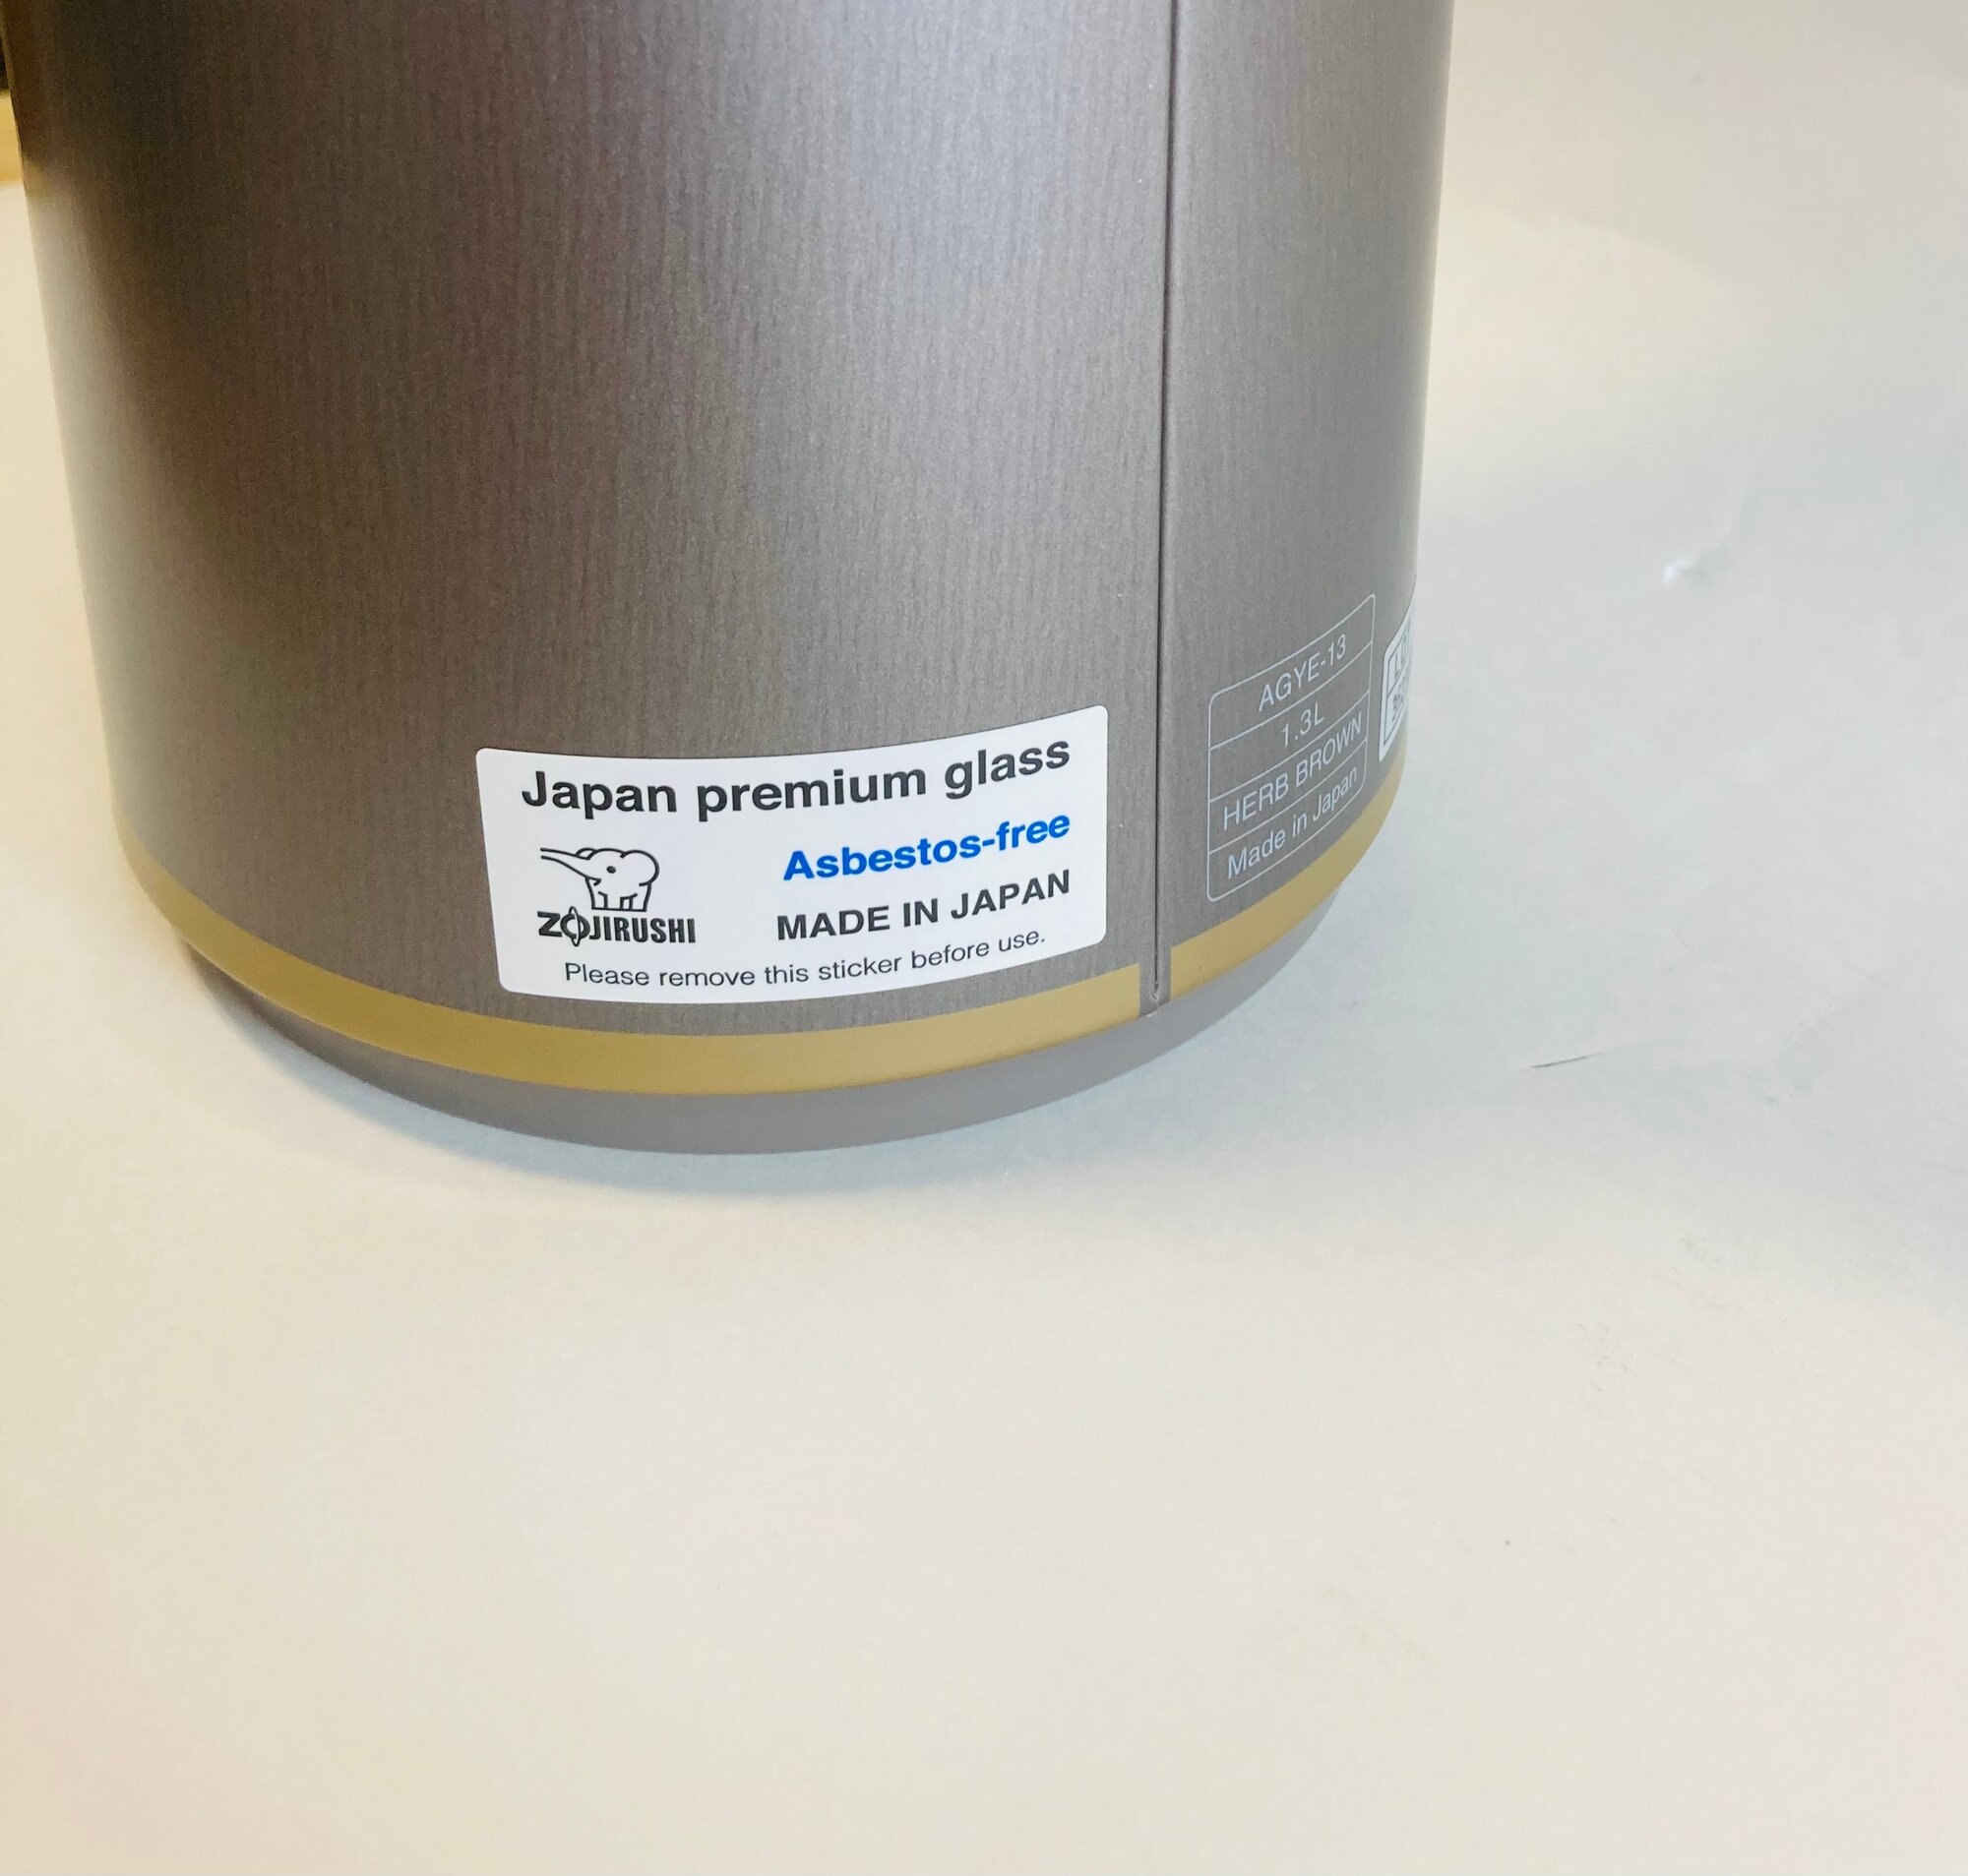 Japan premium glass
Asbestos-free
ZOJIRUSHI
MADE IN JAPAN
Please remove this sticker before use.
AGYE-13
1.3L
HERB BROWN
Made in Japan